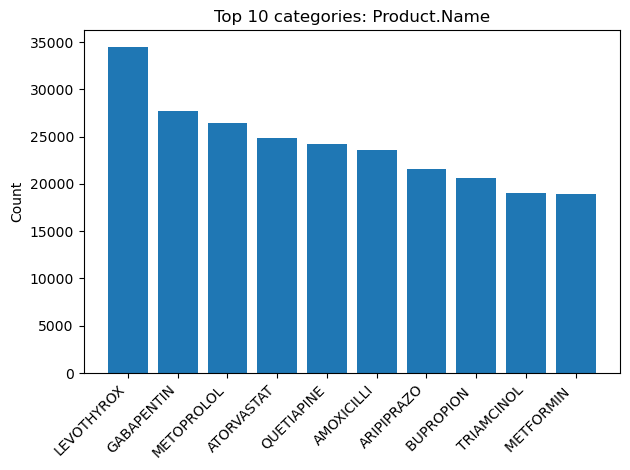 Top 10 categories: Product.Name
35000
30000
25000
20000
15000
10000
5000
0
Count
LEVOTHYROX
GABAPENTIN
METOPROLOL
ATORVASTAT
QUETIAPINE
AMOXICILLI
ARIPIPRAZO
BUPROPION
TRIAMCINOL
METFORMIN